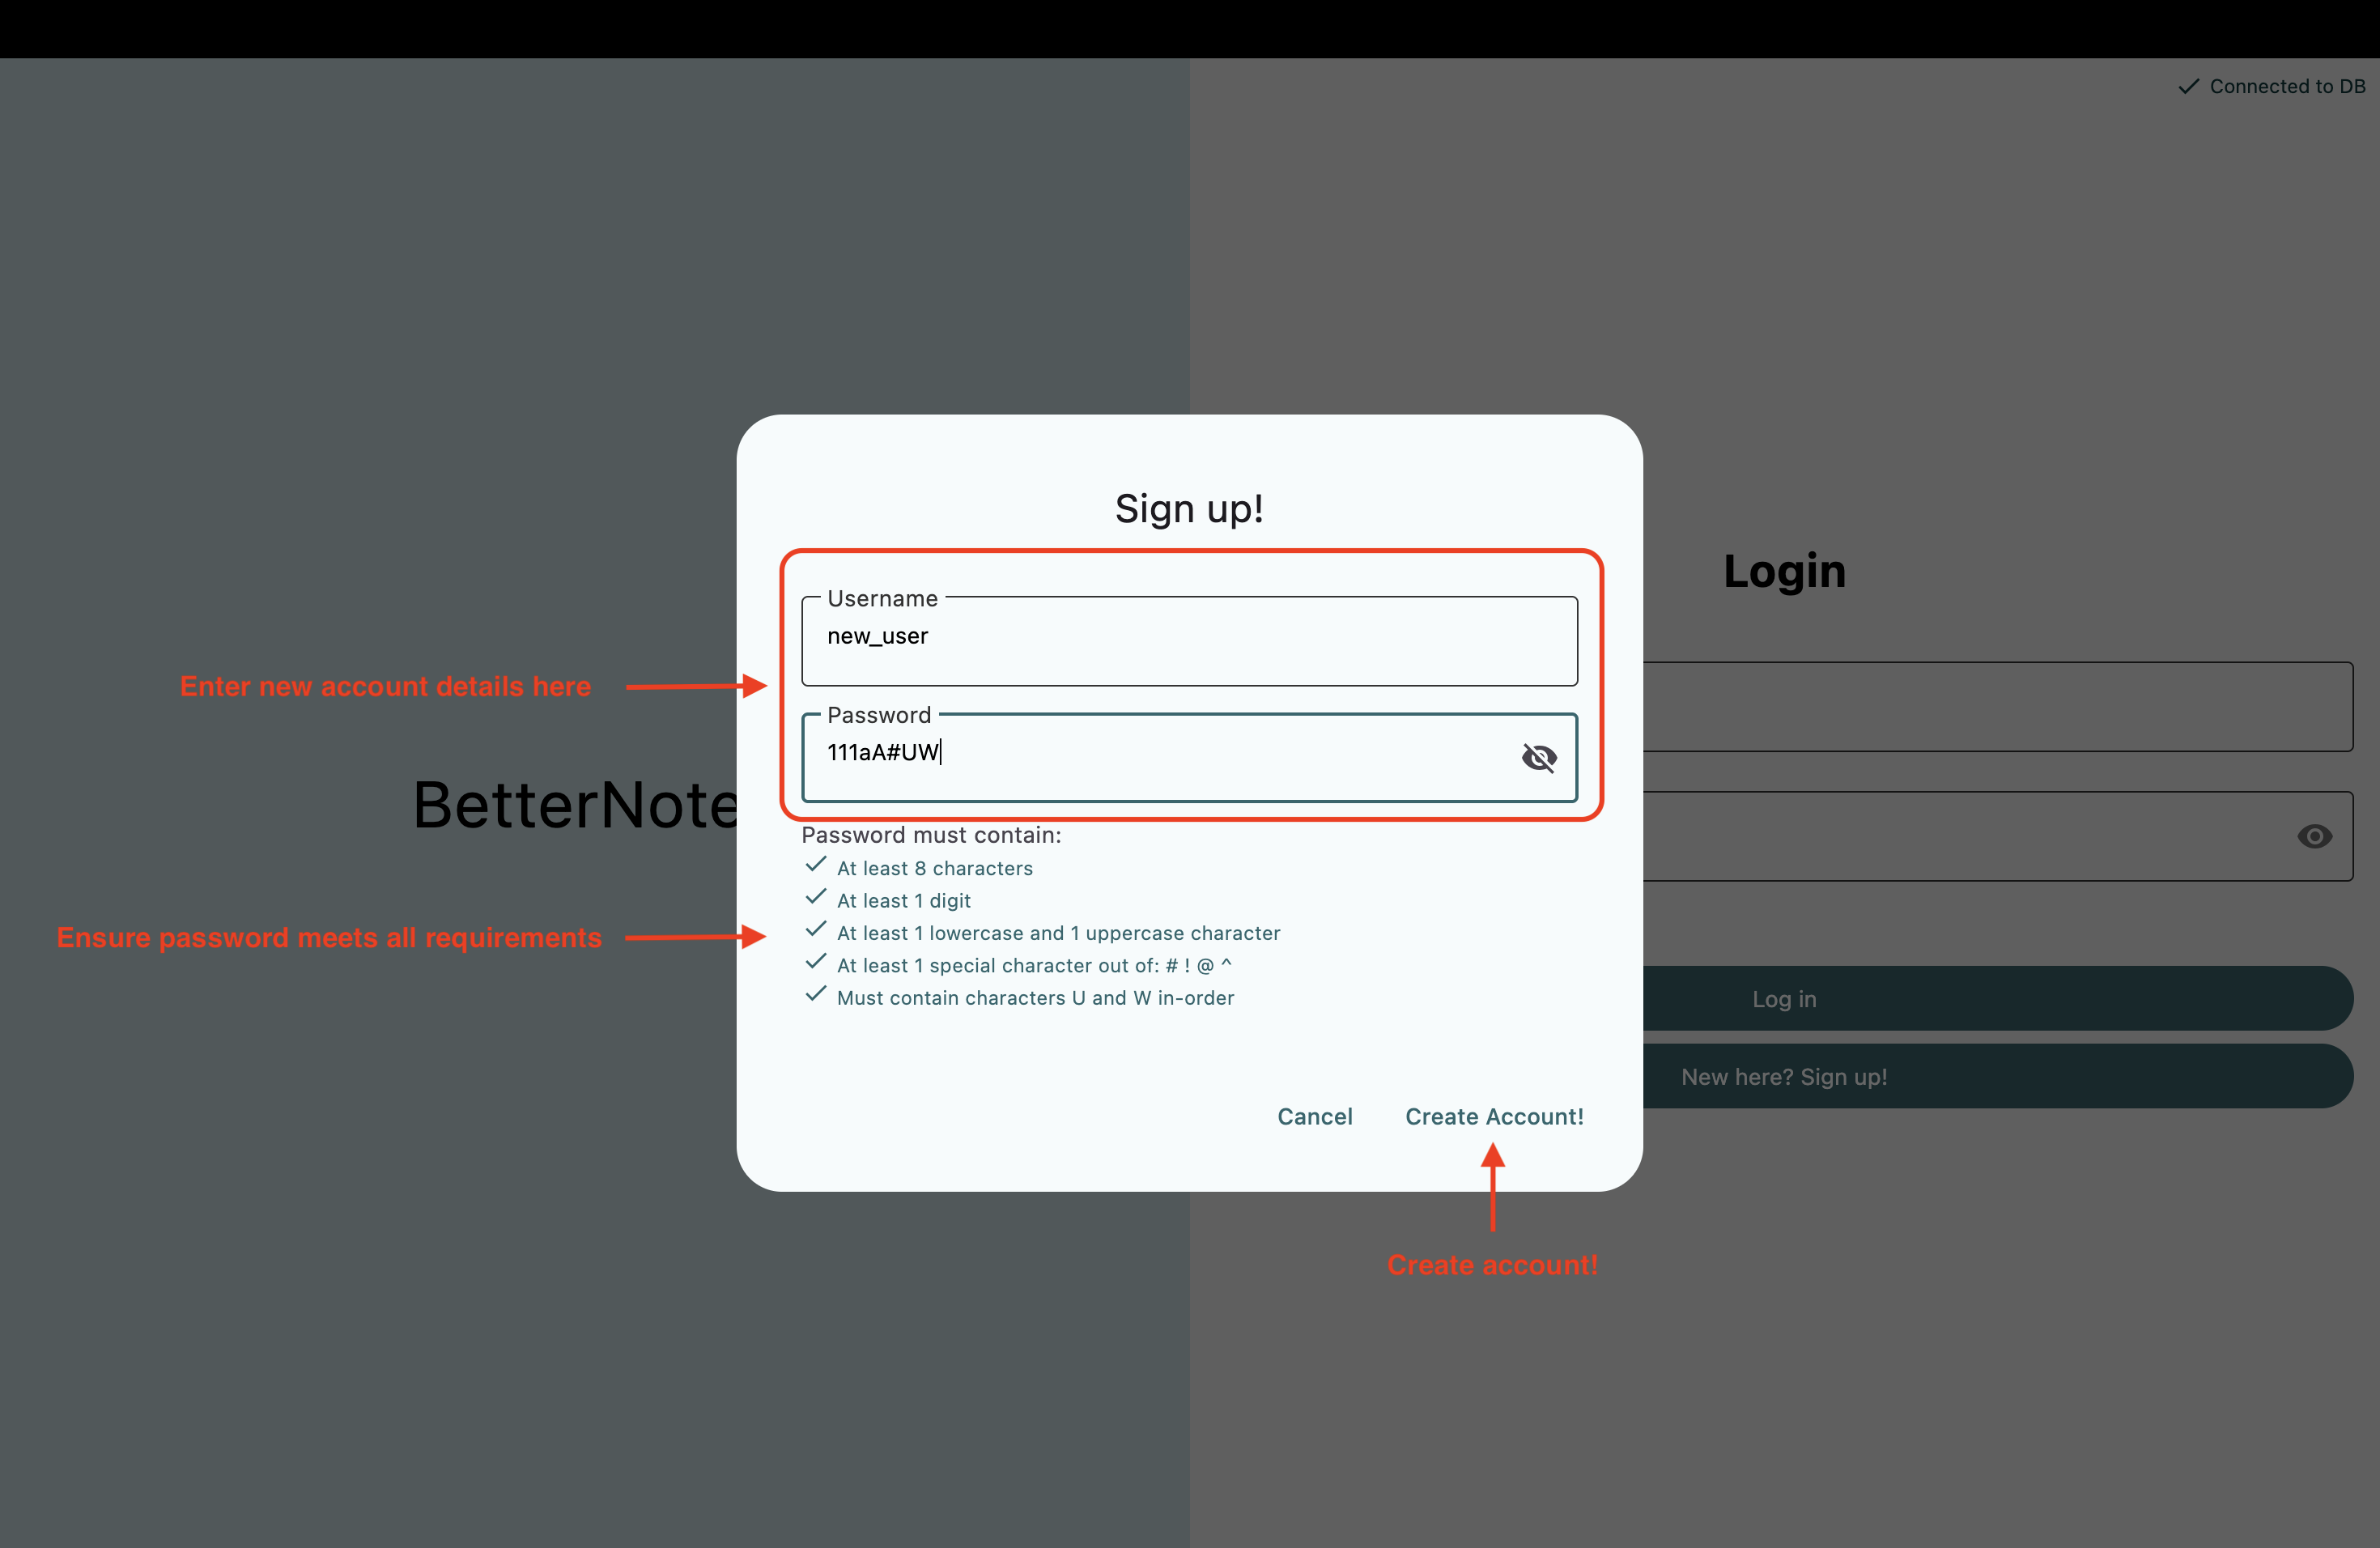 Connected to DB
Sign up!
Login
Username
new_user
Enter new account details here
Password
111aA#UW
BetterNote
Password must contain:
At least 8 characters
At least 1 digit
Ensure password meets all requirements
At least 1 lowercase and 1 uppercase character
At least 1 special character out of: # ! @ ^
Must contain characters U and W in-order
Log in
New here? Sign up!
Cancel
Create Account!
Create account!